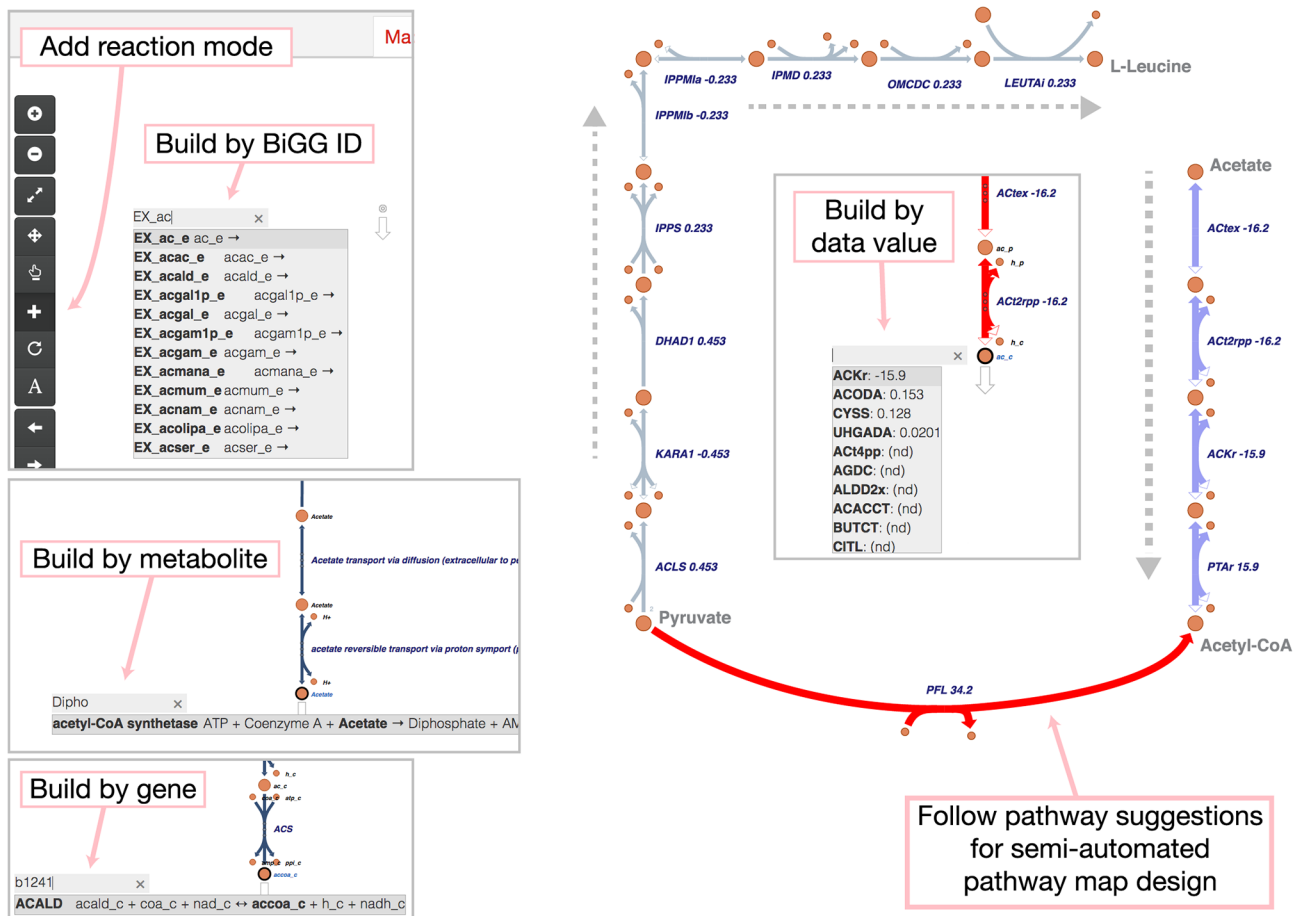 Add reaction mode
Ma
Build by BiGG ID
EX_ac
EX_ac_e ac_e →
EX_acac_e acac_e →
EX_acald_e acald_e →
EX_acgal1p_e acgal1p_e →
EX_acgal_e acgal_e →
EX_acgam1p_e acgam1p_e →
EX_acgam_e acgam_e →
EX_acmana_e acmana_e →
EX_acmum_e acmum_e →
EX_acnam_e acnam_e →
EX_acolipa_e acolipa_e →
EX_acser_e acser_e →
A
Build by metabolite
Acetate
Acetate transport via diffusion (extracellular to pe
Acetate
H+
acetate reversible transport via proton symport (p
H+
Acetate
Dipho
acetyl-CoA synthetase ATP + Coenzyme A + Acetate → Diphosphate + AM
Build by gene
h_c
ac_c
atp_c
ACS
ppi_c
accoa_c
b1241
ACALD acald_c + coa_c + nad_c ↔ accoa_c + h_c + nadh_c
IPPMIa -0.233
IPMD 0.233
OMCDC 0.233
LEUTAi 0.233
L-Leucine
IPPMIb -0.233
IPPS 0.233
DHAD1 0.453
KARA1 -0.453
ACLS 0.453
2
Pyruvate
Build by
data value
ACtex -16.2
ac_p
h_p
ACt2rpp -16.2
h_c
ac_c
ACKr: -15.9
ACODA: 0.153
CYSS: 0.128
UHGADA: 0.0201
ACt4pp: (nd)
AGDC: (nd)
ALDD2x: (nd)
ACACCT: (nd)
BUTCT: (nd)
CITL: (nd)
Acetate
ACtex -16.2
ACt2rpp -16.2
ACKr -15.9
PTAr 15.9
Acetyl-CoA
PFL 34.2
Follow pathway suggestions
for semi-automated
pathway map design